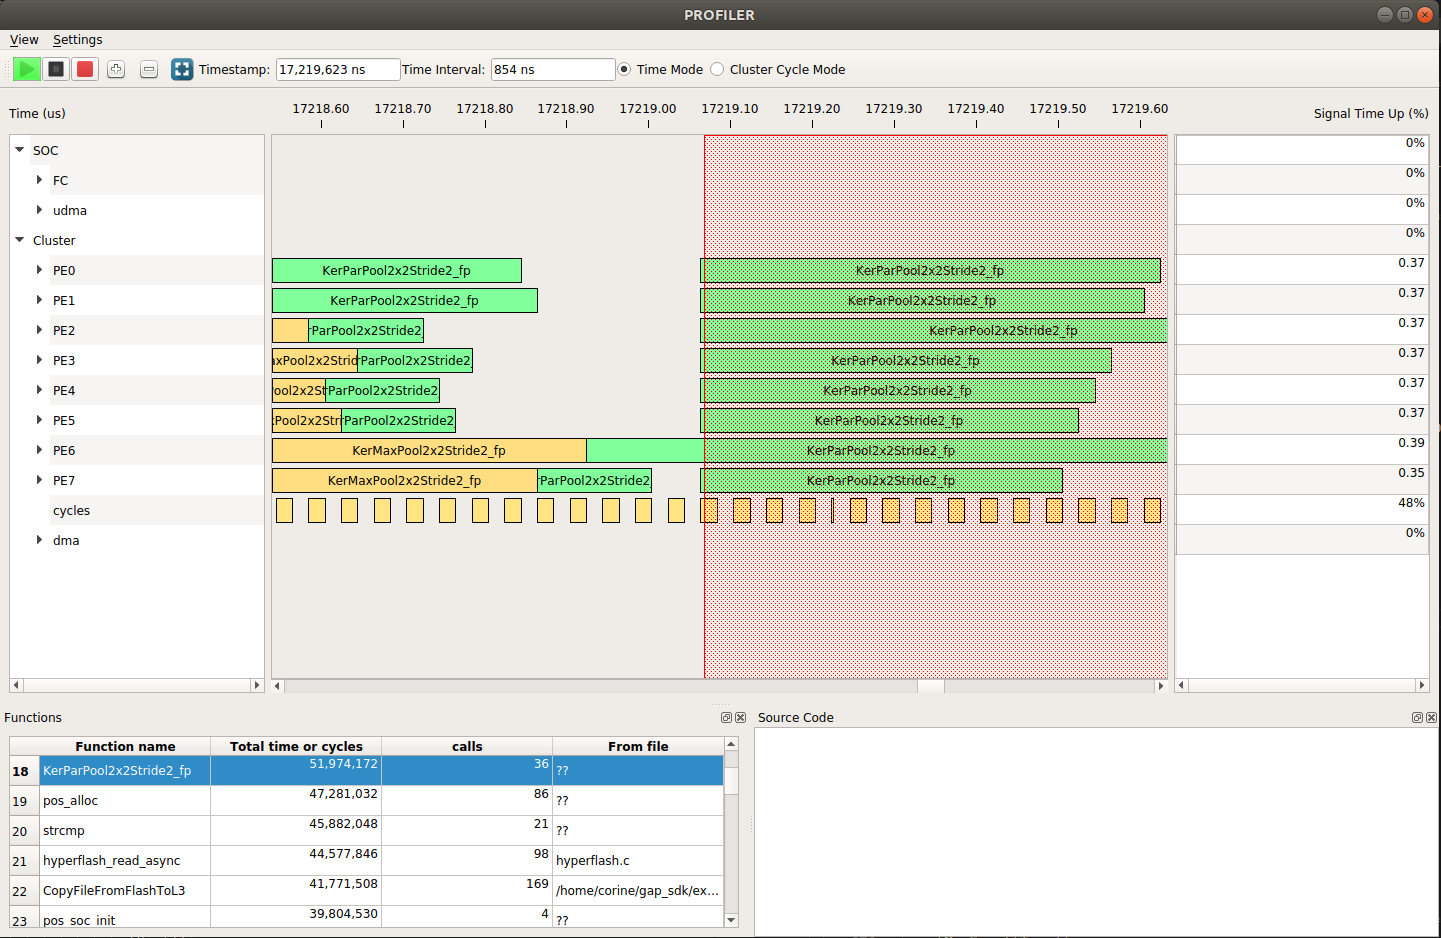 PROFILER
View Settings
Timestamp: 17,219,623 ns Time Interval: 854 ns Time Mode Cluster Cycle Mode
Time (us) 17218.60 17218.70 17218.80 17218.90 17219.00 17219.10 17219.20 17219.30 17219.40 17219.50 17219.60 Signal Time Up (%)
SOC 0%
FC 0%
udma 0%
Cluster 0%
PE0 KerParPool2x2Stride2_fp KerParPool2x2Stride2_fp 0.37
PE1 KerParPool2x2Stride2_fp KerParPool2x2Stride2_fp 0.37
PE2 rParPool2x2Stride2_ KerParPool2x2Stride2_fp 0.37
PE3 axPool2x2Strid rParPool2x2Stride2_ KerParPool2x2Stride2_fp 0.37
PE4 ool2x2St rParPool2x2Stride2_ KerParPool2x2Stride2_fp 0.37
PE5 xPool2x2Stri rParPool2x2Stride2_ KerParPool2x2Stride2_fp 0.37
PE6 KerMaxPool2x2Stride2_fp KerParPool2x2Stride2_fp 0.39
PE7 KerMaxPool2x2Stride2_fp rParPool2x2Stride2_ KerParPool2x2Stride2_fp 0.35
cycles 48%
dma 0%
Functions
Source Code
Function name Total time or cycles calls From file
18 KerParPool2x2Stride2_fp 51,974,172 36 ??
19 pos_alloc 47,281,032 86 ??
20 strcmp 45,882,048 21 ??
21 hyperflash_read_async 44,577,846 98 hyperflash.c
22 CopyFileFromFlashToL3 41,771,508 169 /home/corine/gap_sdk/ex...
23 pos_soc_init 39,804,530 4 ??